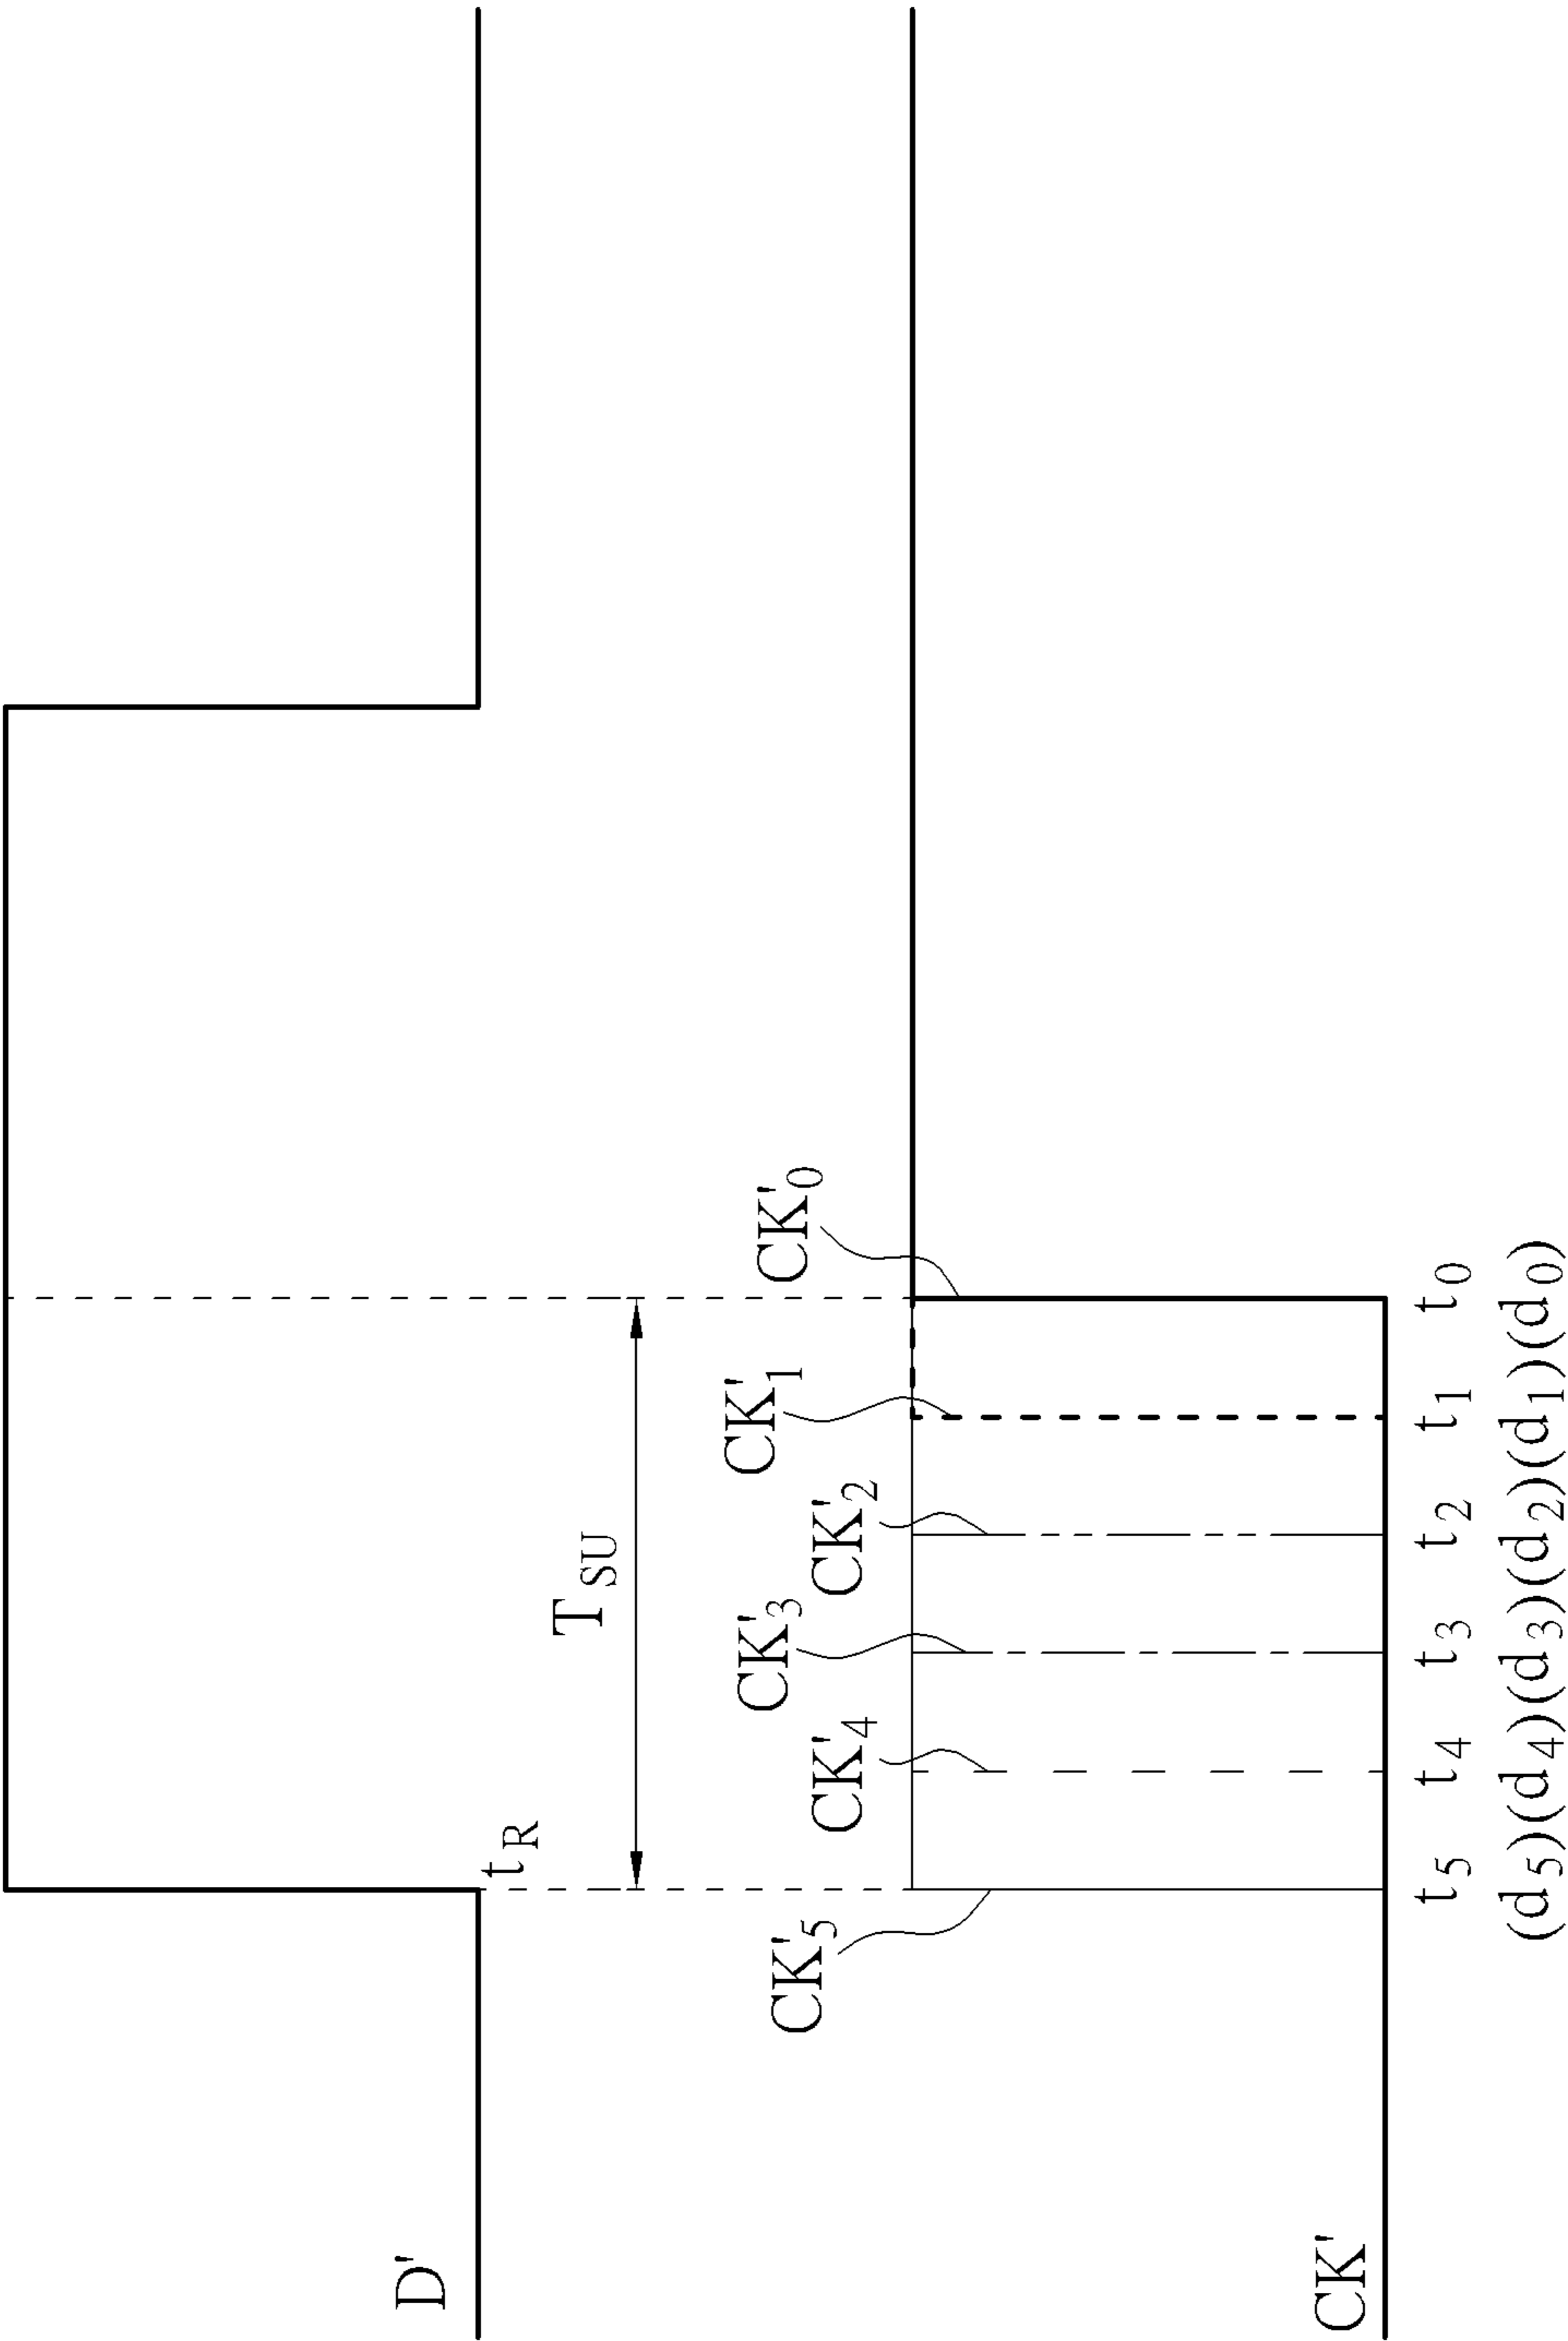 D'
t_R
T_SU
CK'_0
CK'_1
CK'_2
CK'_3
CK'_4
CK'_5
CK'
t_5 t_4 t_3 t_2 t_1 t_0
(d_5)(d_4)(d_3)(d_2)(d_1)(d_0)